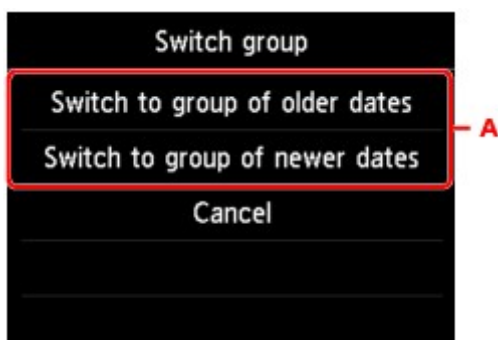 Switch group
Switch to group of older dates
A
Switch to group of newer dates
Cancel